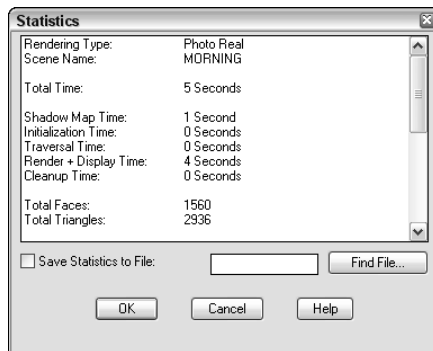 Statistics
Rendering Type: Photo Real
Scene Name: MORNING
Total Time: 5 Seconds
Shadow Map Time: 1 Second
Initialization Time: 0 Seconds
Traversal Time: 0 Seconds
Render + Display Time: 4 Seconds
Cleanup Time: 0 Seconds
Total Faces: 1560
Total Triangles: 2936
Save Statistics to File: Find File...
OK Cancel Help